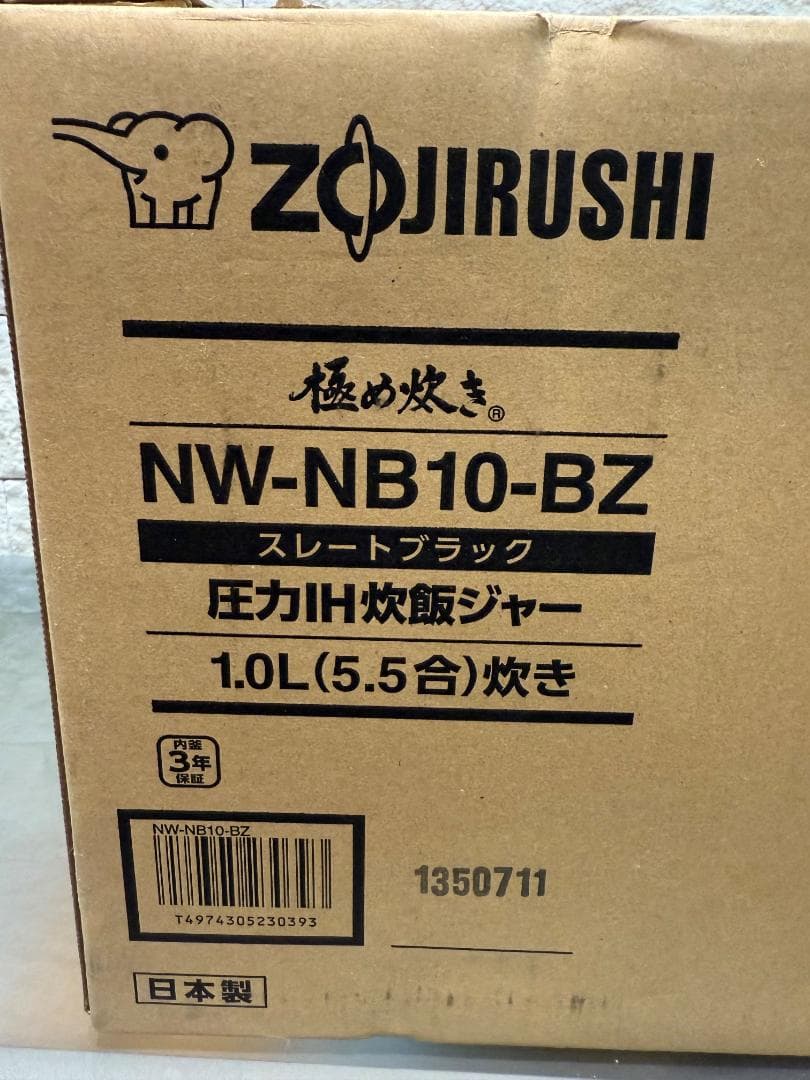 ZOJIRUSHI
極め炊き®
NW-NB10-BZ
スレートブラック
圧力IH炊飯ジャー
1.0L(5.5合)炊き
内釜
3年
保証
NW-NB10-BZ
T4974305230393
1350711
日本製